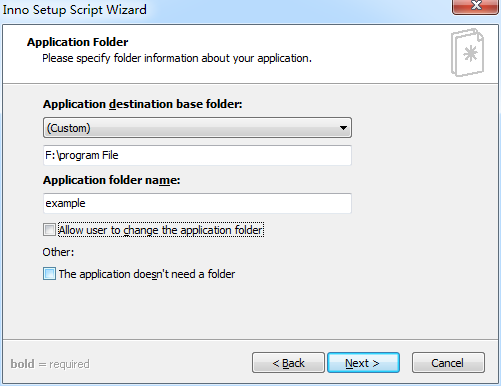 Inno Setup Script Wizard
Application Folder
Please specify folder information about your application.
Application destination base folder:
(Custom)
F:\program File
Application folder name:
example
Allow user to change the application folder
Other:
The application doesn't need a folder
bold = required
< Back
Next >
Cancel